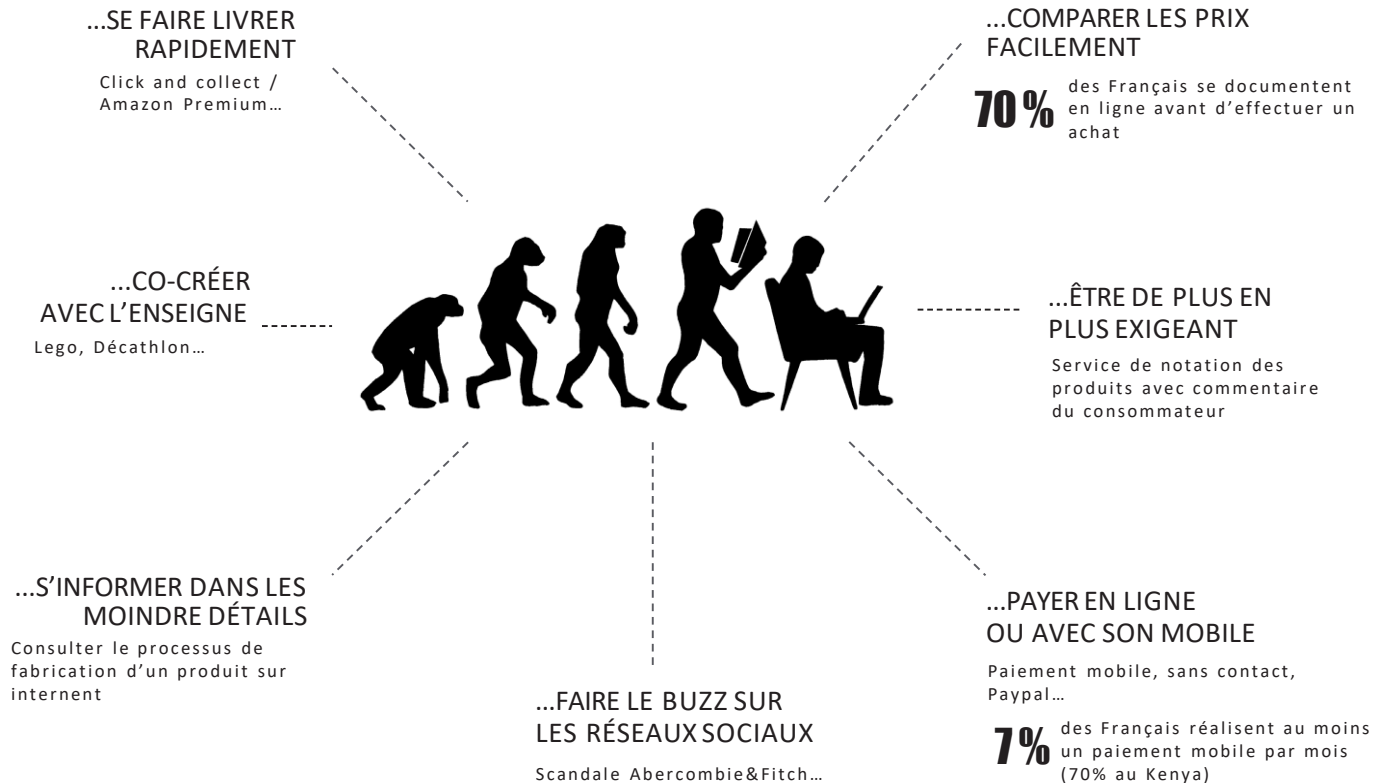 ...SE FAIRE LIVRER
RAPIDEMENT
Click and collect /
Amazon Premium…
...COMPARER LES PRIX
FACILEMENT
70%
des Français se documentent
en ligne avant d’effectuer un
achat
...CO-CRÉER
AVEC L’ENSEIGNE
Lego, Décathlon…
...ÊTRE DE PLUS EN
PLUS EXIGEANT
Service de notation des
produits avec commentaire
du consommateur
...S’INFORMER DANS LES
MOINDRE DÉTAILS
Consulter le processus de
fabrication d’un produit sur
internent
...FAIRE LE BUZZ SUR
LES RÉSEAUX SOCIAUX
Scandale Abercombie&Fitch…
...PAYER EN LIGNE
OU AVEC SON MOBILE
Paiement mobile, sans contact,
Paypal…
7%
des Français réalisent au moins
un paiement mobile par mois
(70% au Kenya)